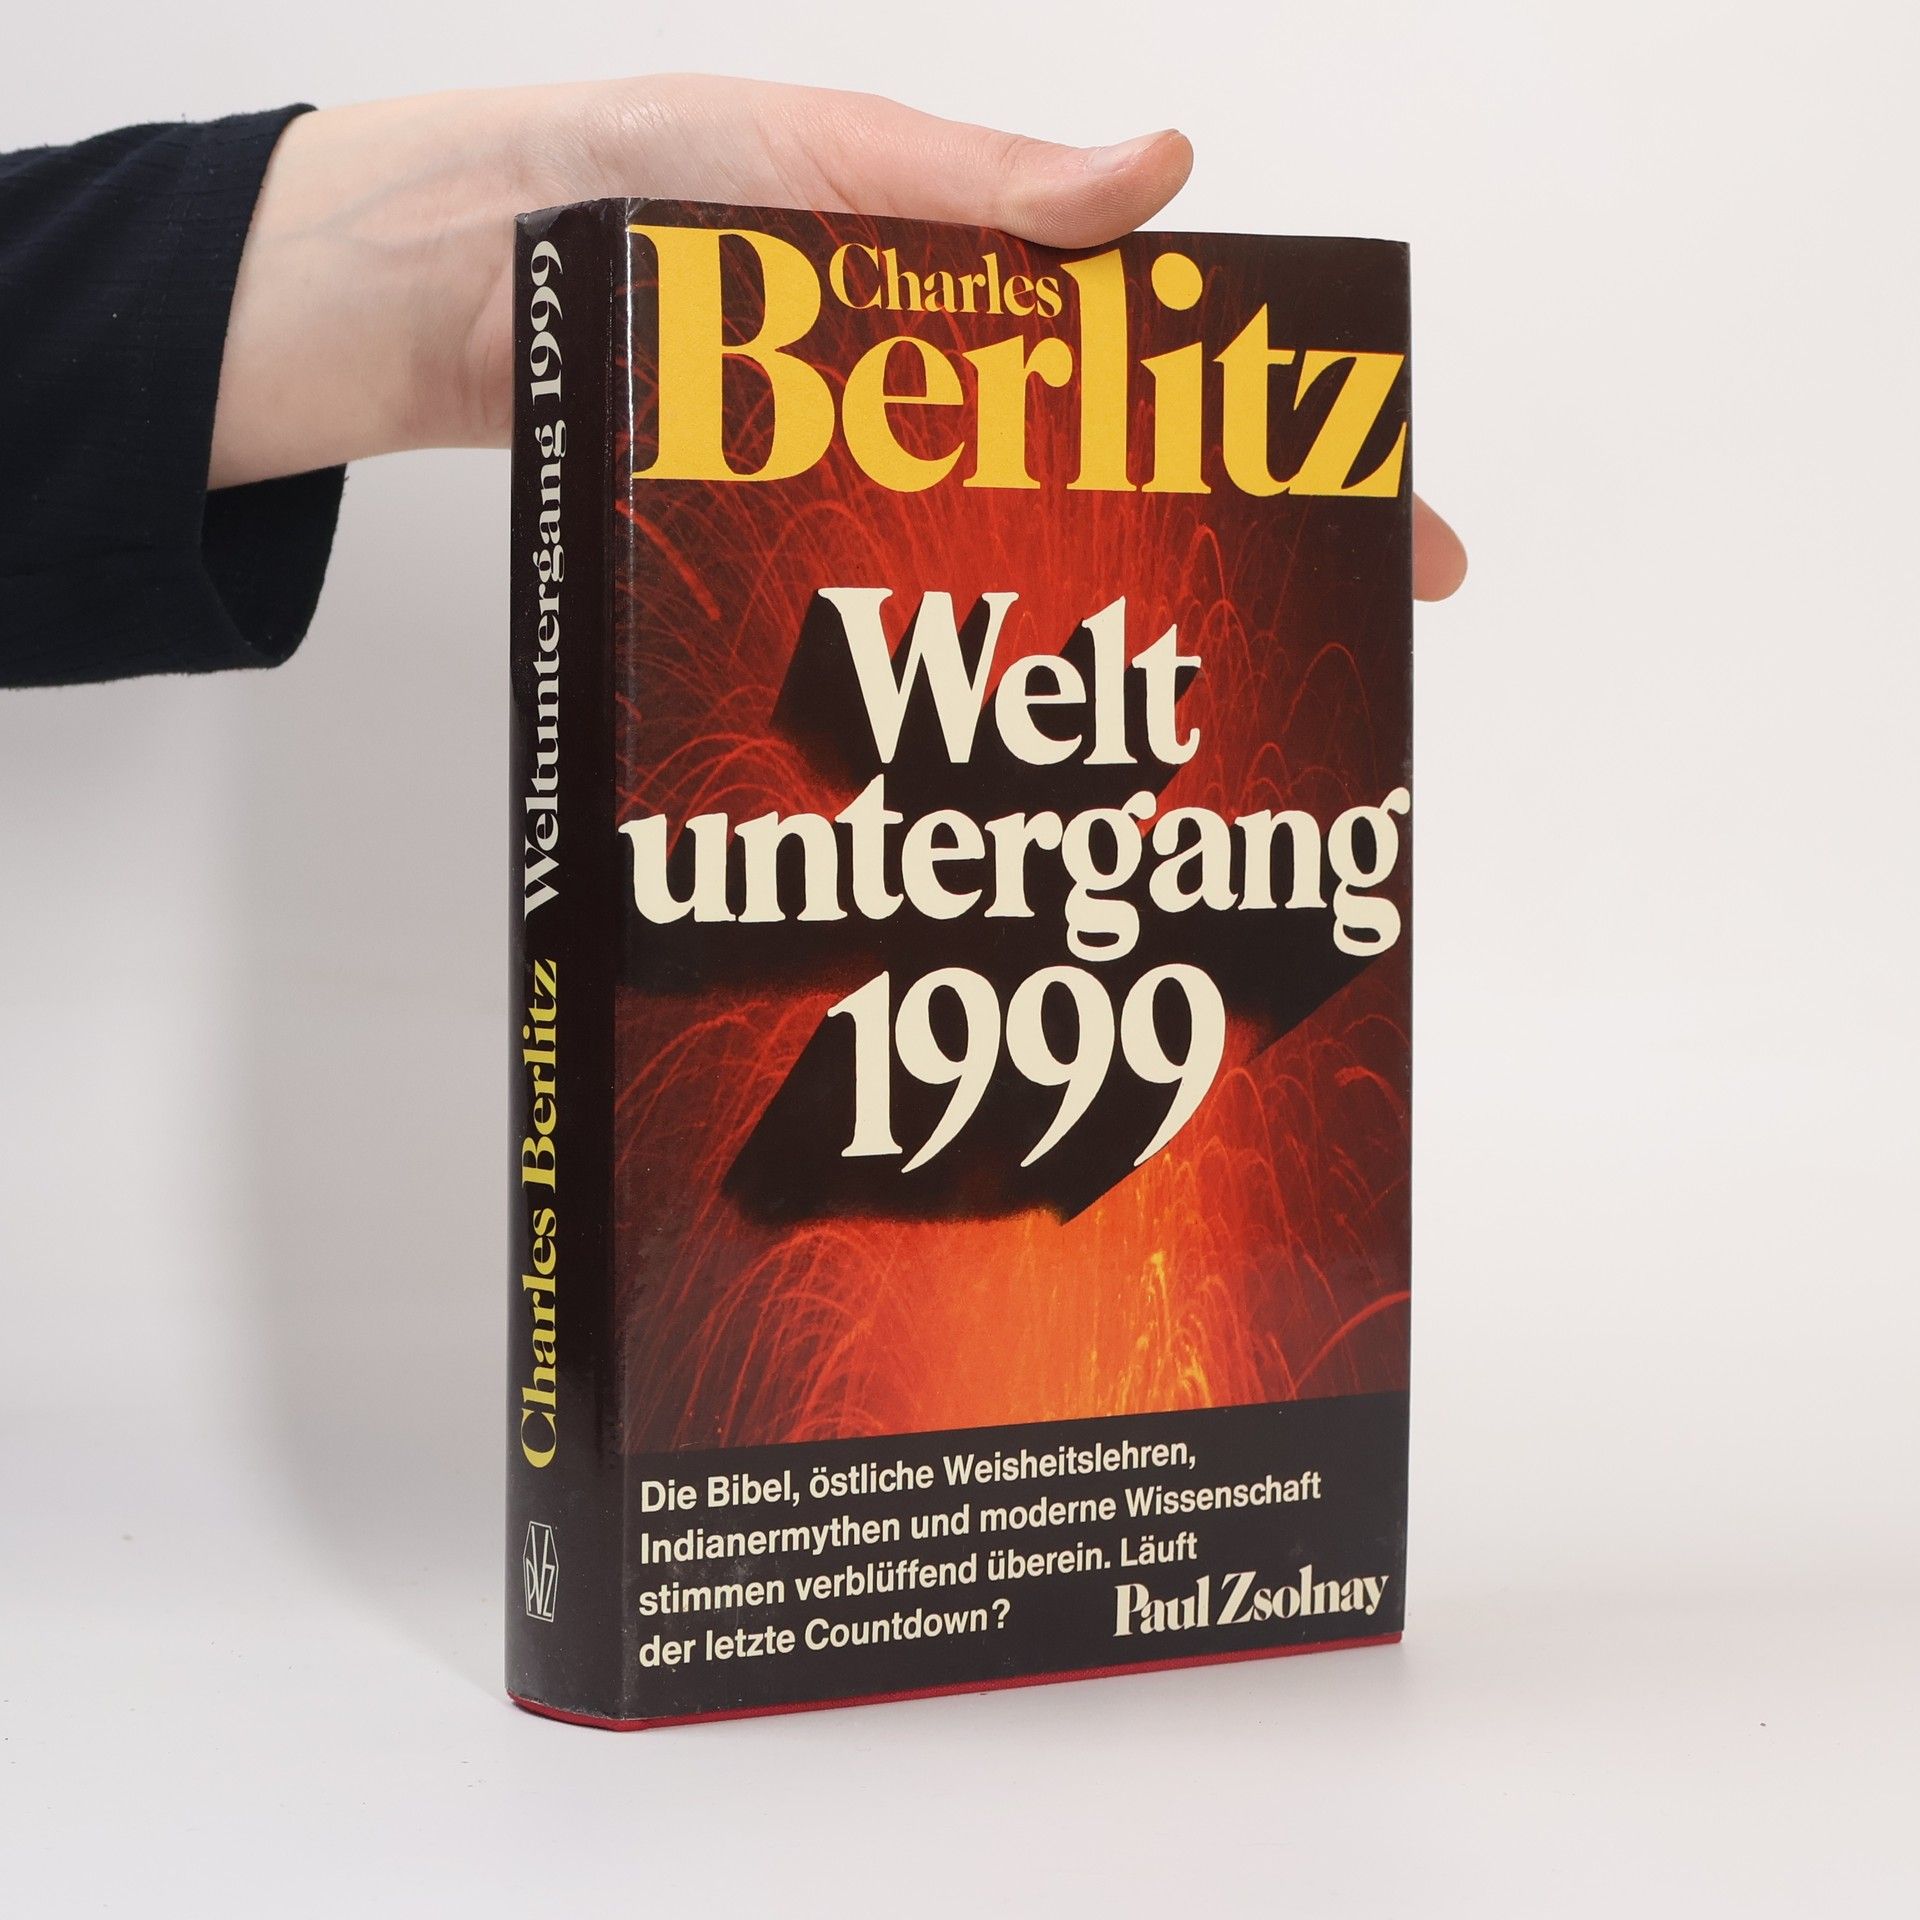 Charles Berlitz Weltuntergang 1999
PVZ
Charles
Berlitz
Welt
untergang
1999
Die Bibel, östliche Weisheitslehren,
Indianermythen und moderne Wissenschaft
stimmen verblüffend überein. Läuft
der letzte Countdown?
Paul Zsolnay